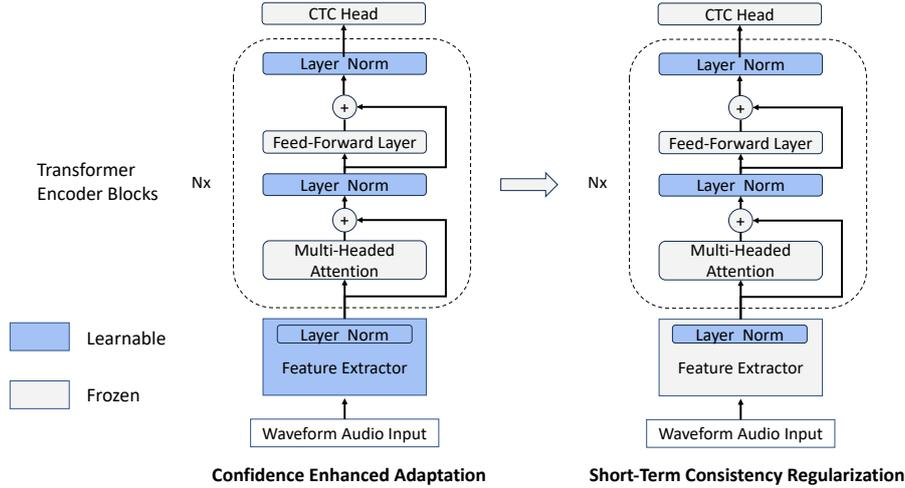 CTC Head
Layer Norm
+
Feed-Forward Layer
Layer Norm
+
Multi-Headed
Attention
Layer Norm
Feature Extractor
Waveform Audio Input
Confidence Enhanced Adaptation
Transformer
Encoder Blocks
Nx
Learnable
Frozen
CTC Head
Layer Norm
+
Feed-Forward Layer
Layer Norm
+
Multi-Headed
Attention
Nx
Layer Norm
Feature Extractor
Waveform Audio Input
Short-Term Consistency Regularization